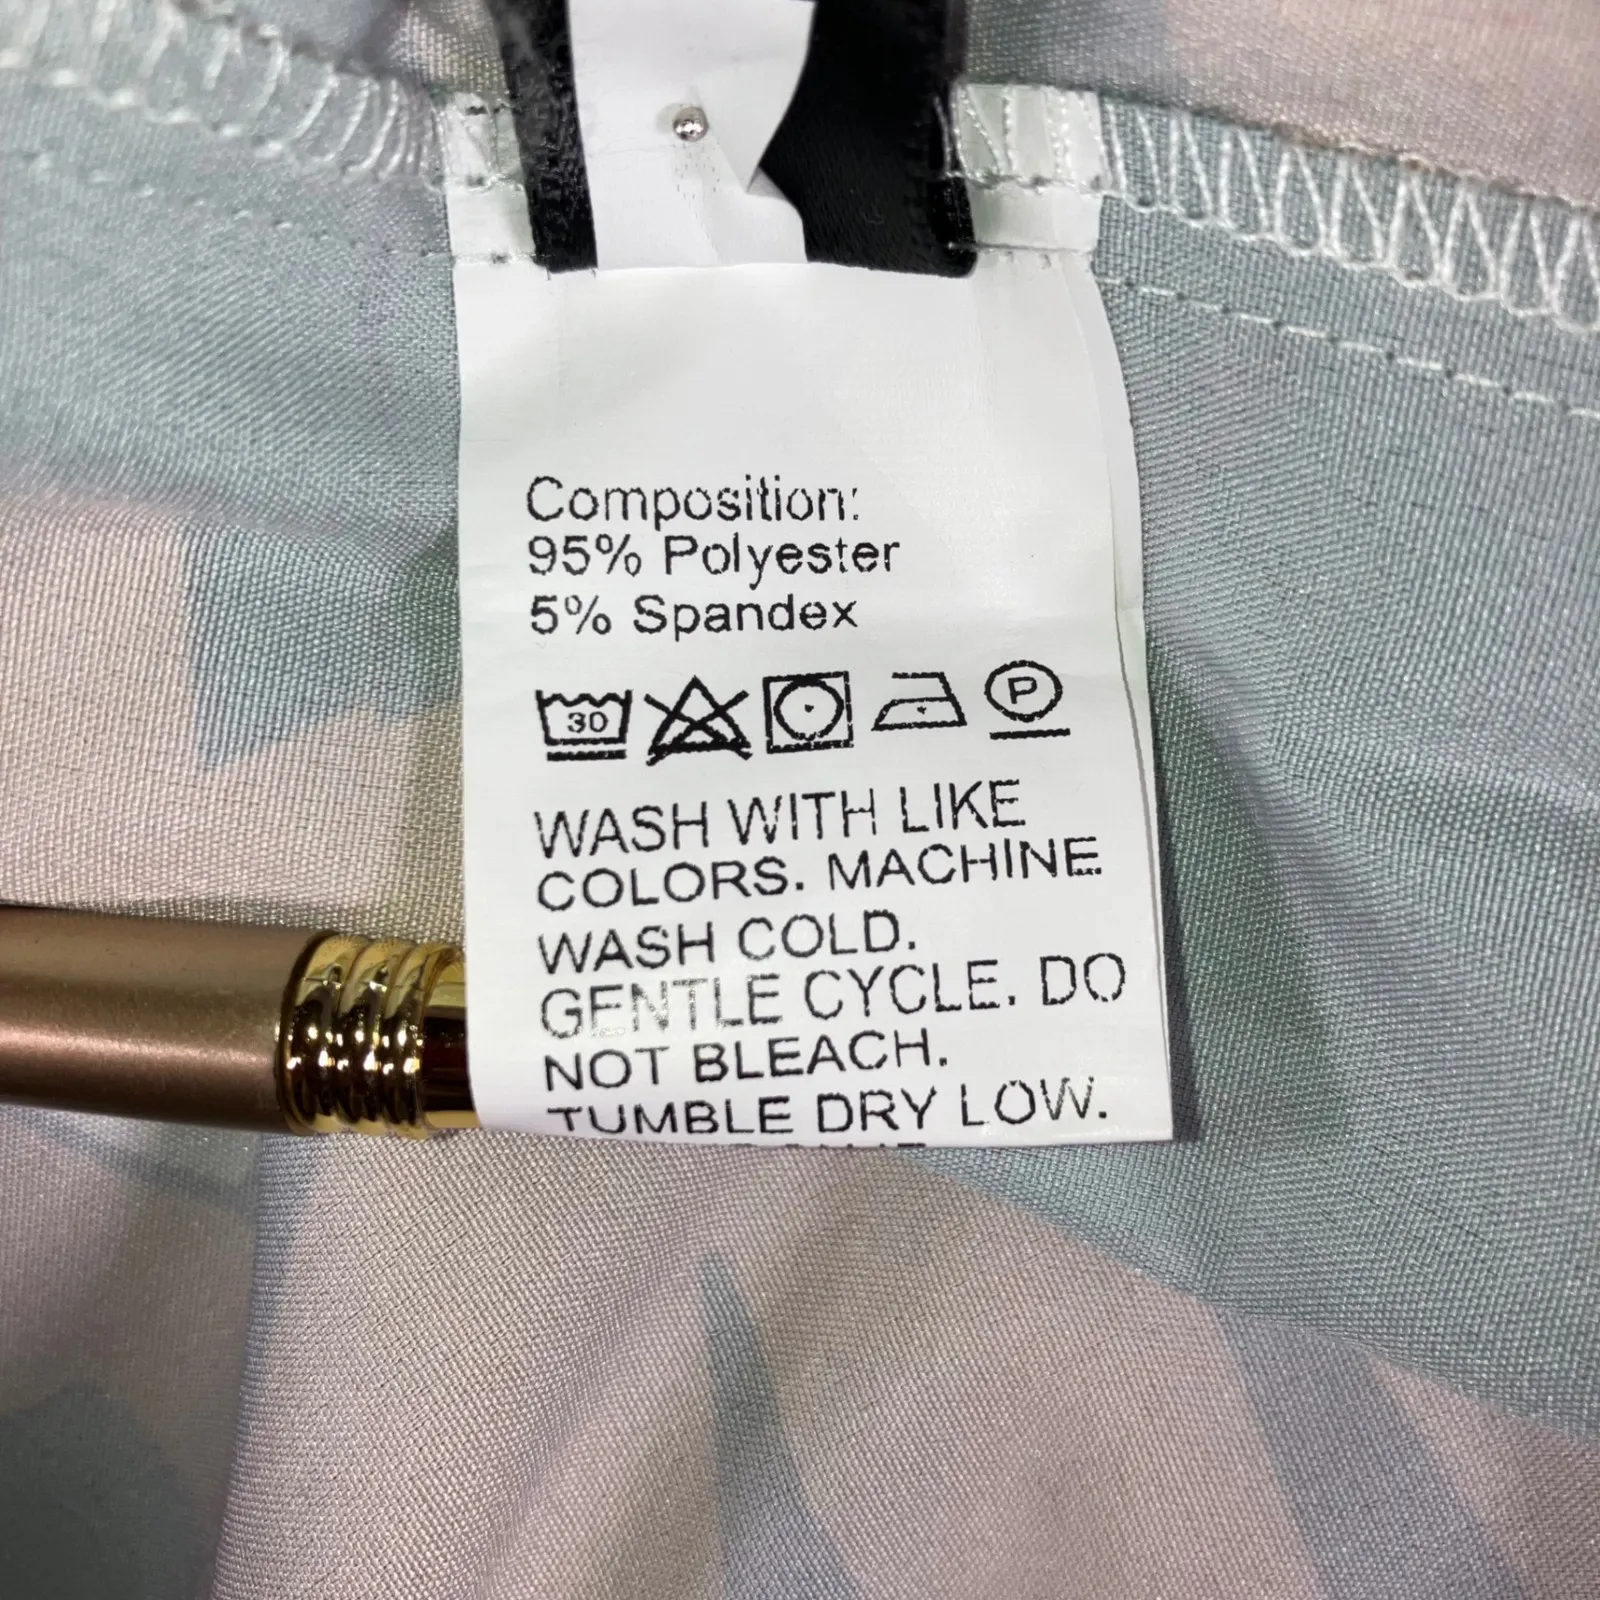 Composition:
95% Polyester
5% Spandex
30 P
WASH WITH LIKE
COLORS. MACHINE
WASH COLD.
GENTLE CYCLE. DO
NOT BLEACH.
TUMBLE DRY LOW.